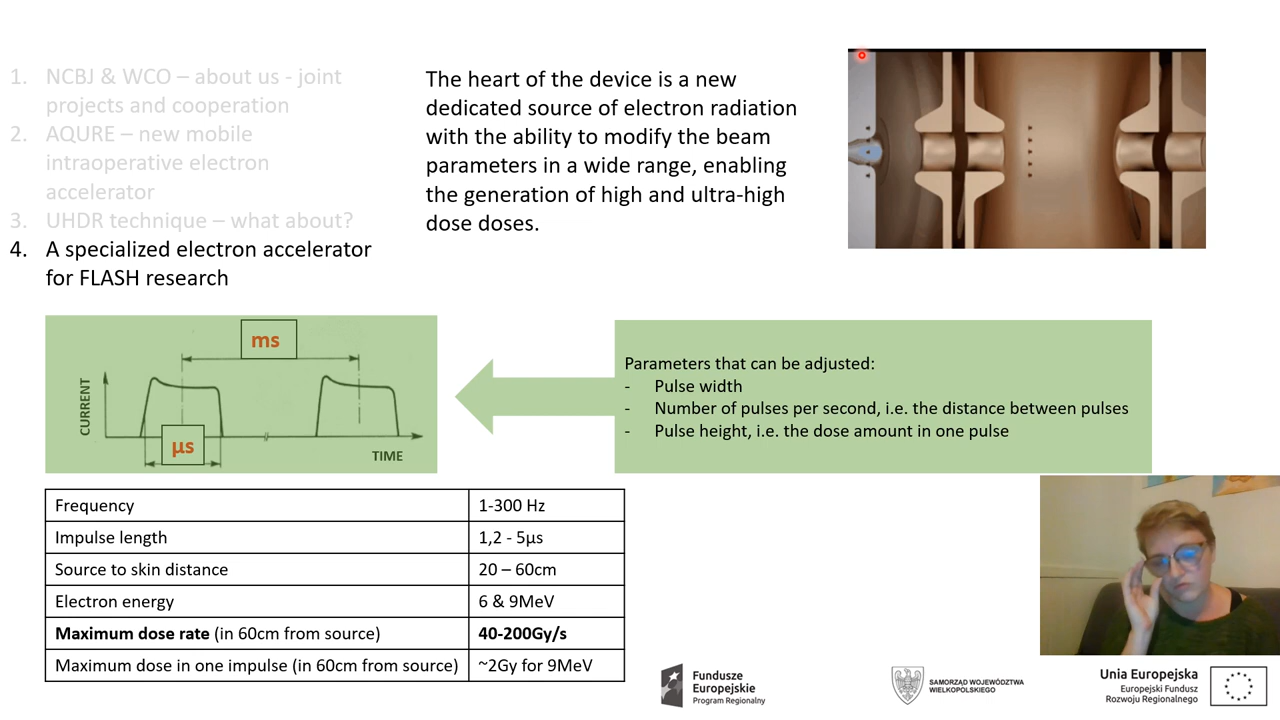 1. NCBJ & WCO – about us - joint
projects and cooperation
2. AQURE – new mobile
intraoperative electron
accelerator
3. UHDR technique – what about?
4. A specialized electron accelerator
for FLASH research
The heart of the device is a new
dedicated source of electron radiation
with the ability to modify the beam
parameters in a wide range, enabling
the generation of high and ultra-high
dose doses.
ms
CURRENT
µs
TIME
Parameters that can be adjusted:
- Pulse width
- Number of pulses per second, i.e. the distance between pulses
- Pulse height, i.e. the dose amount in one pulse
Frequency 1-300 Hz
Impulse length 1,2 - 5µs
Source to skin distance 20 – 60cm
Electron energy 6 & 9MeV
Maximum dose rate (in 60cm from source) 40-200Gy/s
Maximum dose in one impulse (in 60cm from source) ~2Gy for 9MeV
Fundusze
Europejskie
Program Regionalny
SAMORZĄD WOJEWÓDZTWA
WIELKOPOLSKIEGO
Unia Europejska
Europejski Fundusz
Rozwoju Regionalnego